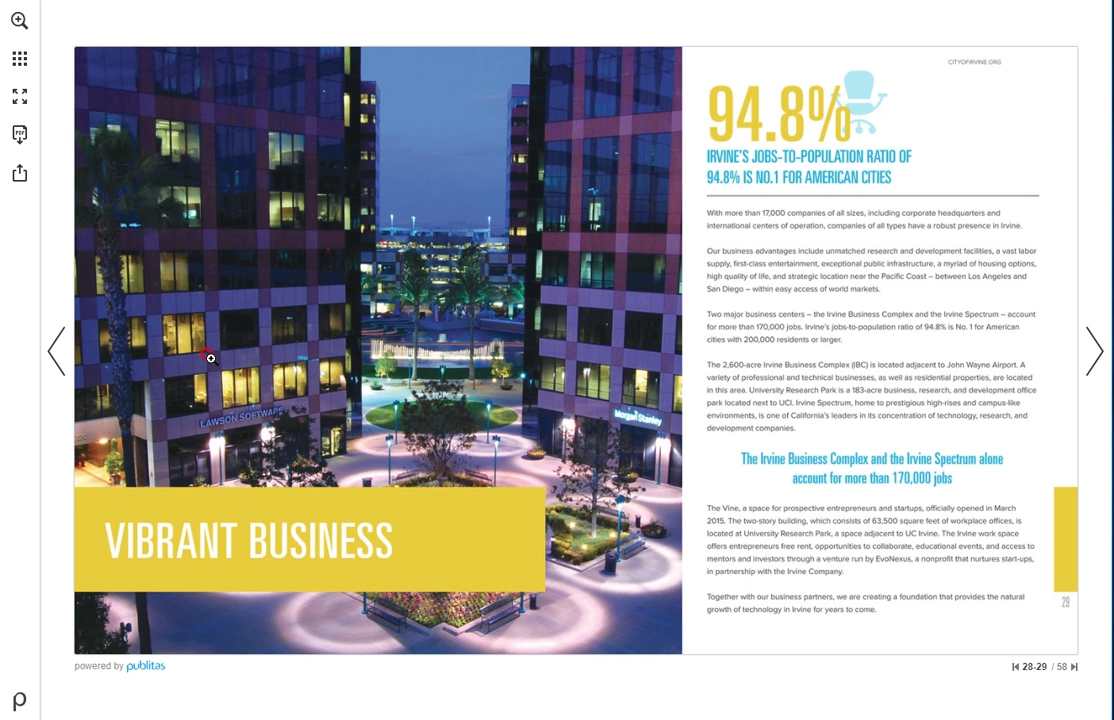 CITYOFIRVINE.ORG
94.8%
IRVINE'S JOBS-TO-POPULATION RATIO OF
94.8% IS NO.1 FOR AMERICAN CITIES
With more than 17,000 companies of all sizes, including corporate headquarters and
international centers of operation, companies of all types have a robust presence in Irvine.
Our business advantages include unmatched research and development facilities, a vast labor
supply, first-class entertainment, exceptional public infrastructure, a myriad of housing options,
high quality of life, and strategic location near the Pacific Coast – between Los Angeles and
San Diego – within easy access of world markets.
Two major business centers – the Irvine Business Complex and the Irvine Spectrum – account
for more than 170,000 jobs. Irvine's jobs-to-population ratio of 94.8% is No. 1 for American
cities with 200,000 residents or larger.
The 2,600-acre Irvine Business Complex (IBC) is located adjacent to John Wayne Airport. A
variety of professional and technical businesses, as well as residential properties, are located
in this area. University Research Park is a 183-acre business, research, and development office
park located next to UCI. Irvine Spectrum, home to prestigious high-rises and campus-like
environments, is one of California's leaders in its concentration of technology, research, and
development companies.
LAWSON SOFTWARE
Morgan Stanley
The Irvine Business Complex and the Irvine Spectrum alone
account for more than 170,000 jobs
VIBRANT BUSINESS
The Vine, a space for prospective entrepreneurs and startups, officially opened in March
2015. The two-story building, which consists of 63,500 square feet of workplace offices, is
located at University Research Park, a space adjacent to UC Irvine. The Irvine work space
offers entrepreneurs free rent, opportunities to collaborate, educational events, and access to
mentors and investors through a venture run by EvoNexus, a nonprofit that nurtures start-ups,
in partnership with the Irvine Company.
Together with our business partners, we are creating a foundation that provides the natural
growth of technology in Irvine for years to come.
29
powered by publitas
28-29 / 58
PDF